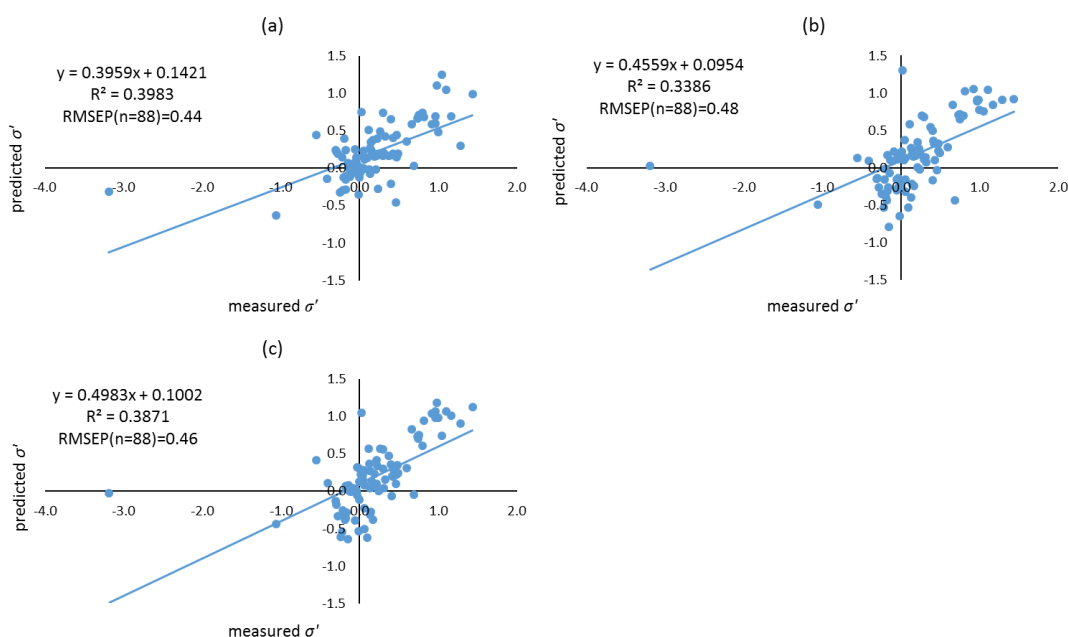 (a)
y = 0.3959x + 0.1421
R² = 0.3983
RMSEP(n=88)=0.44
predicted σ'
1.5
1.0
0.5
0.0
-0.5
-1.0
-1.5
-4.0 -3.0 -2.0 -1.0 0.0 1.0 2.0
measured σ'
(b)
y = 0.4559x + 0.0954
R² = 0.3386
RMSEP(n=88)=0.48
predicted σ'
1.5
1.0
0.5
0.0
-0.5
-1.0
-1.5
-4.0 -3.0 -2.0 -1.0 0.0 1.0 2.0
measured σ'
(c)
y = 0.4983x + 0.1002
R² = 0.3871
RMSEP(n=88)=0.46
predicted σ'
1.5
1.0
0.5
0.0
-0.5
-1.0
-1.5
-4.0 -3.0 -2.0 -1.0 0.0 1.0 2.0
measured σ'